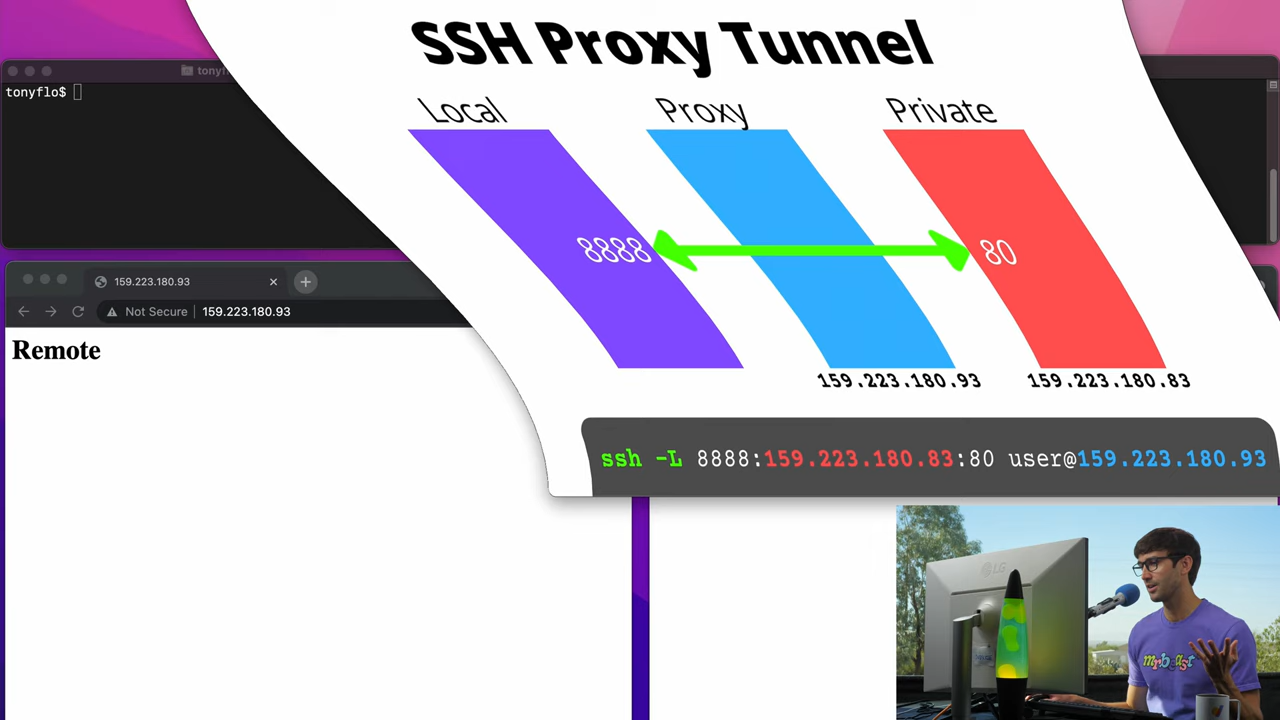 SSH Proxy Tunnel
Local Proxy Private
8888 80
159.223.180.93 159.223.180.83
ssh -L 8888:159.223.180.83:80 user@159.223.180.93
tonyflo$
159.223.180.93
Not Secure 159.223.180.93
Remote
LG
mrbeast